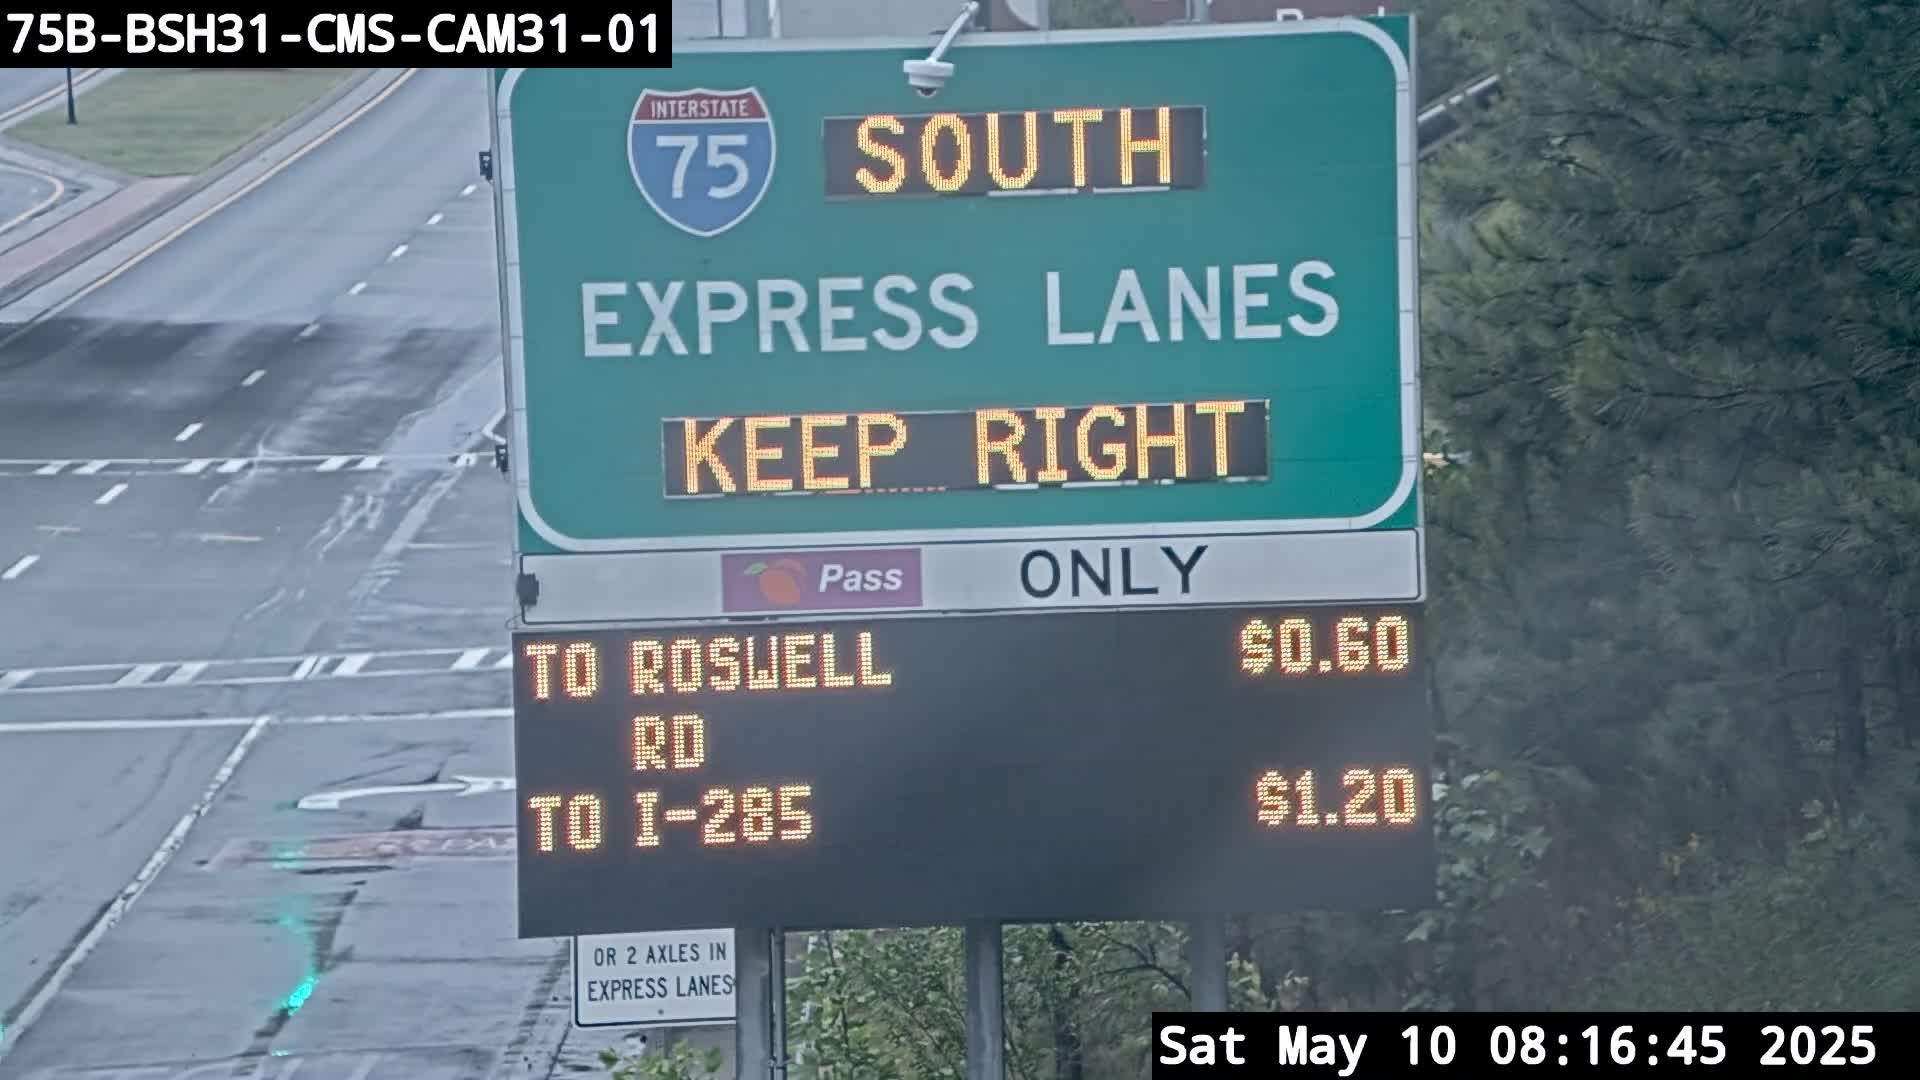 75B-BSH31-CMS-CAM31-01
INTERSTATE
75
SOUTH
EXPRESS LANES
KEEP RIGHT
Pass ONLY
TO ROSWELL $0.60
RD
TO I-285 $1.20
OR 2 AXLES IN
EXPRESS LANES
Sat May 10 08:16:45 2025